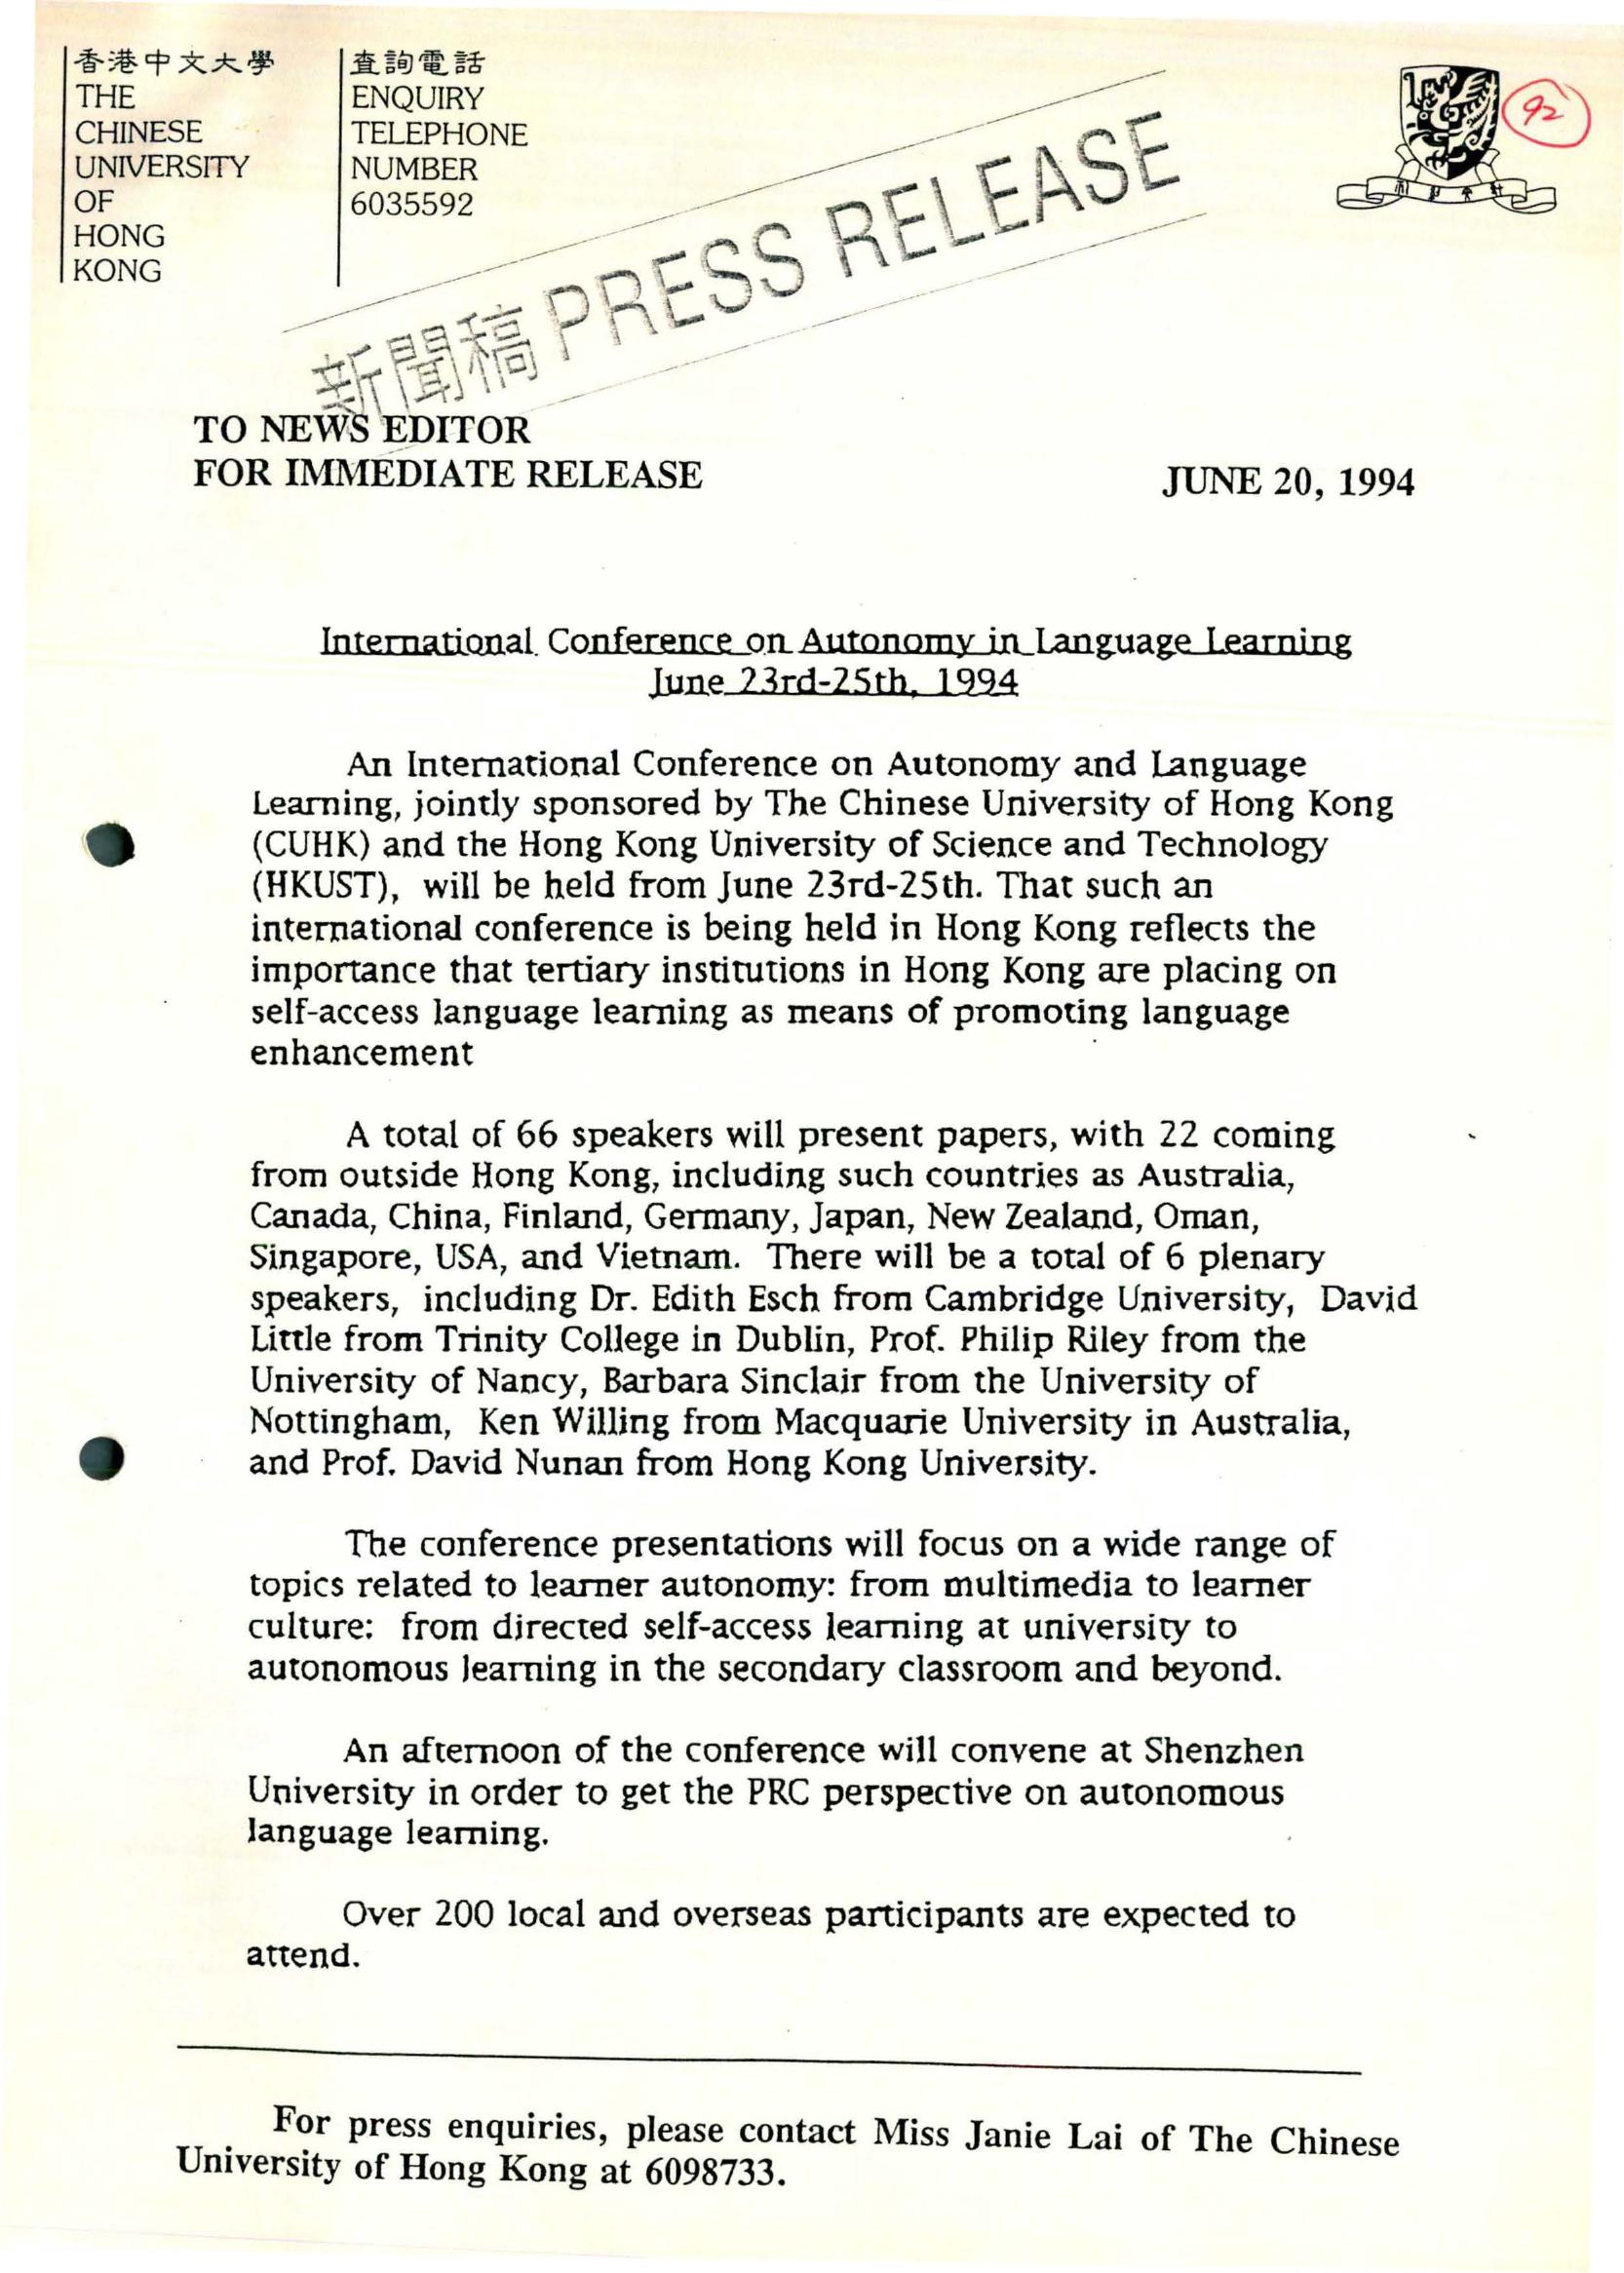 香港中文大學
THE
CHINESE
UNIVERSITY
OF
HONG
KONG
查詢電話
ENQUIRY
TELEPHONE
NUMBER
6035592
92
新聞稿 PRESS RELEASE
TO NEWS EDITOR
FOR IMMEDIATE RELEASE
JUNE 20, 1994
International Conference on Autonomy in Language Learning
June 23rd-25th, 1994
An International Conference on Autonomy and Language
Learning, jointly sponsored by The Chinese University of Hong Kong
(CUHK) and the Hong Kong University of Science and Technology
(HKUST), will be held from June 23rd-25th. That such an
international conference is being held in Hong Kong reflects the
importance that tertiary institutions in Hong Kong are placing on
self-access language learning as means of promoting language
enhancement
A total of 66 speakers will present papers, with 22 coming
from outside Hong Kong, including such countries as Australia,
Canada, China, Finland, Germany, Japan, New Zealand, Oman,
Singapore, USA, and Vietnam. There will be a total of 6 plenary
speakers, including Dr. Edith Esch from Cambridge University, David
Little from Trinity College in Dublin, Prof. Philip Riley from the
University of Nancy, Barbara Sinclair from the University of
Nottingham, Ken Willing from Macquarie University in Australia,
and Prof. David Nunan from Hong Kong University.
The conference presentations will focus on a wide range of
topics related to learner autonomy: from multimedia to learner
culture: from directed self-access learning at university to
autonomous learning in the secondary classroom and beyond.
An afternoon of the conference will convene at Shenzhen
University in order to get the PRC perspective on autonomous
language learning.
Over 200 local and overseas participants are expected to
attend.
For press enquiries, please contact Miss Janie Lai of The Chinese
University of Hong Kong at 6098733.